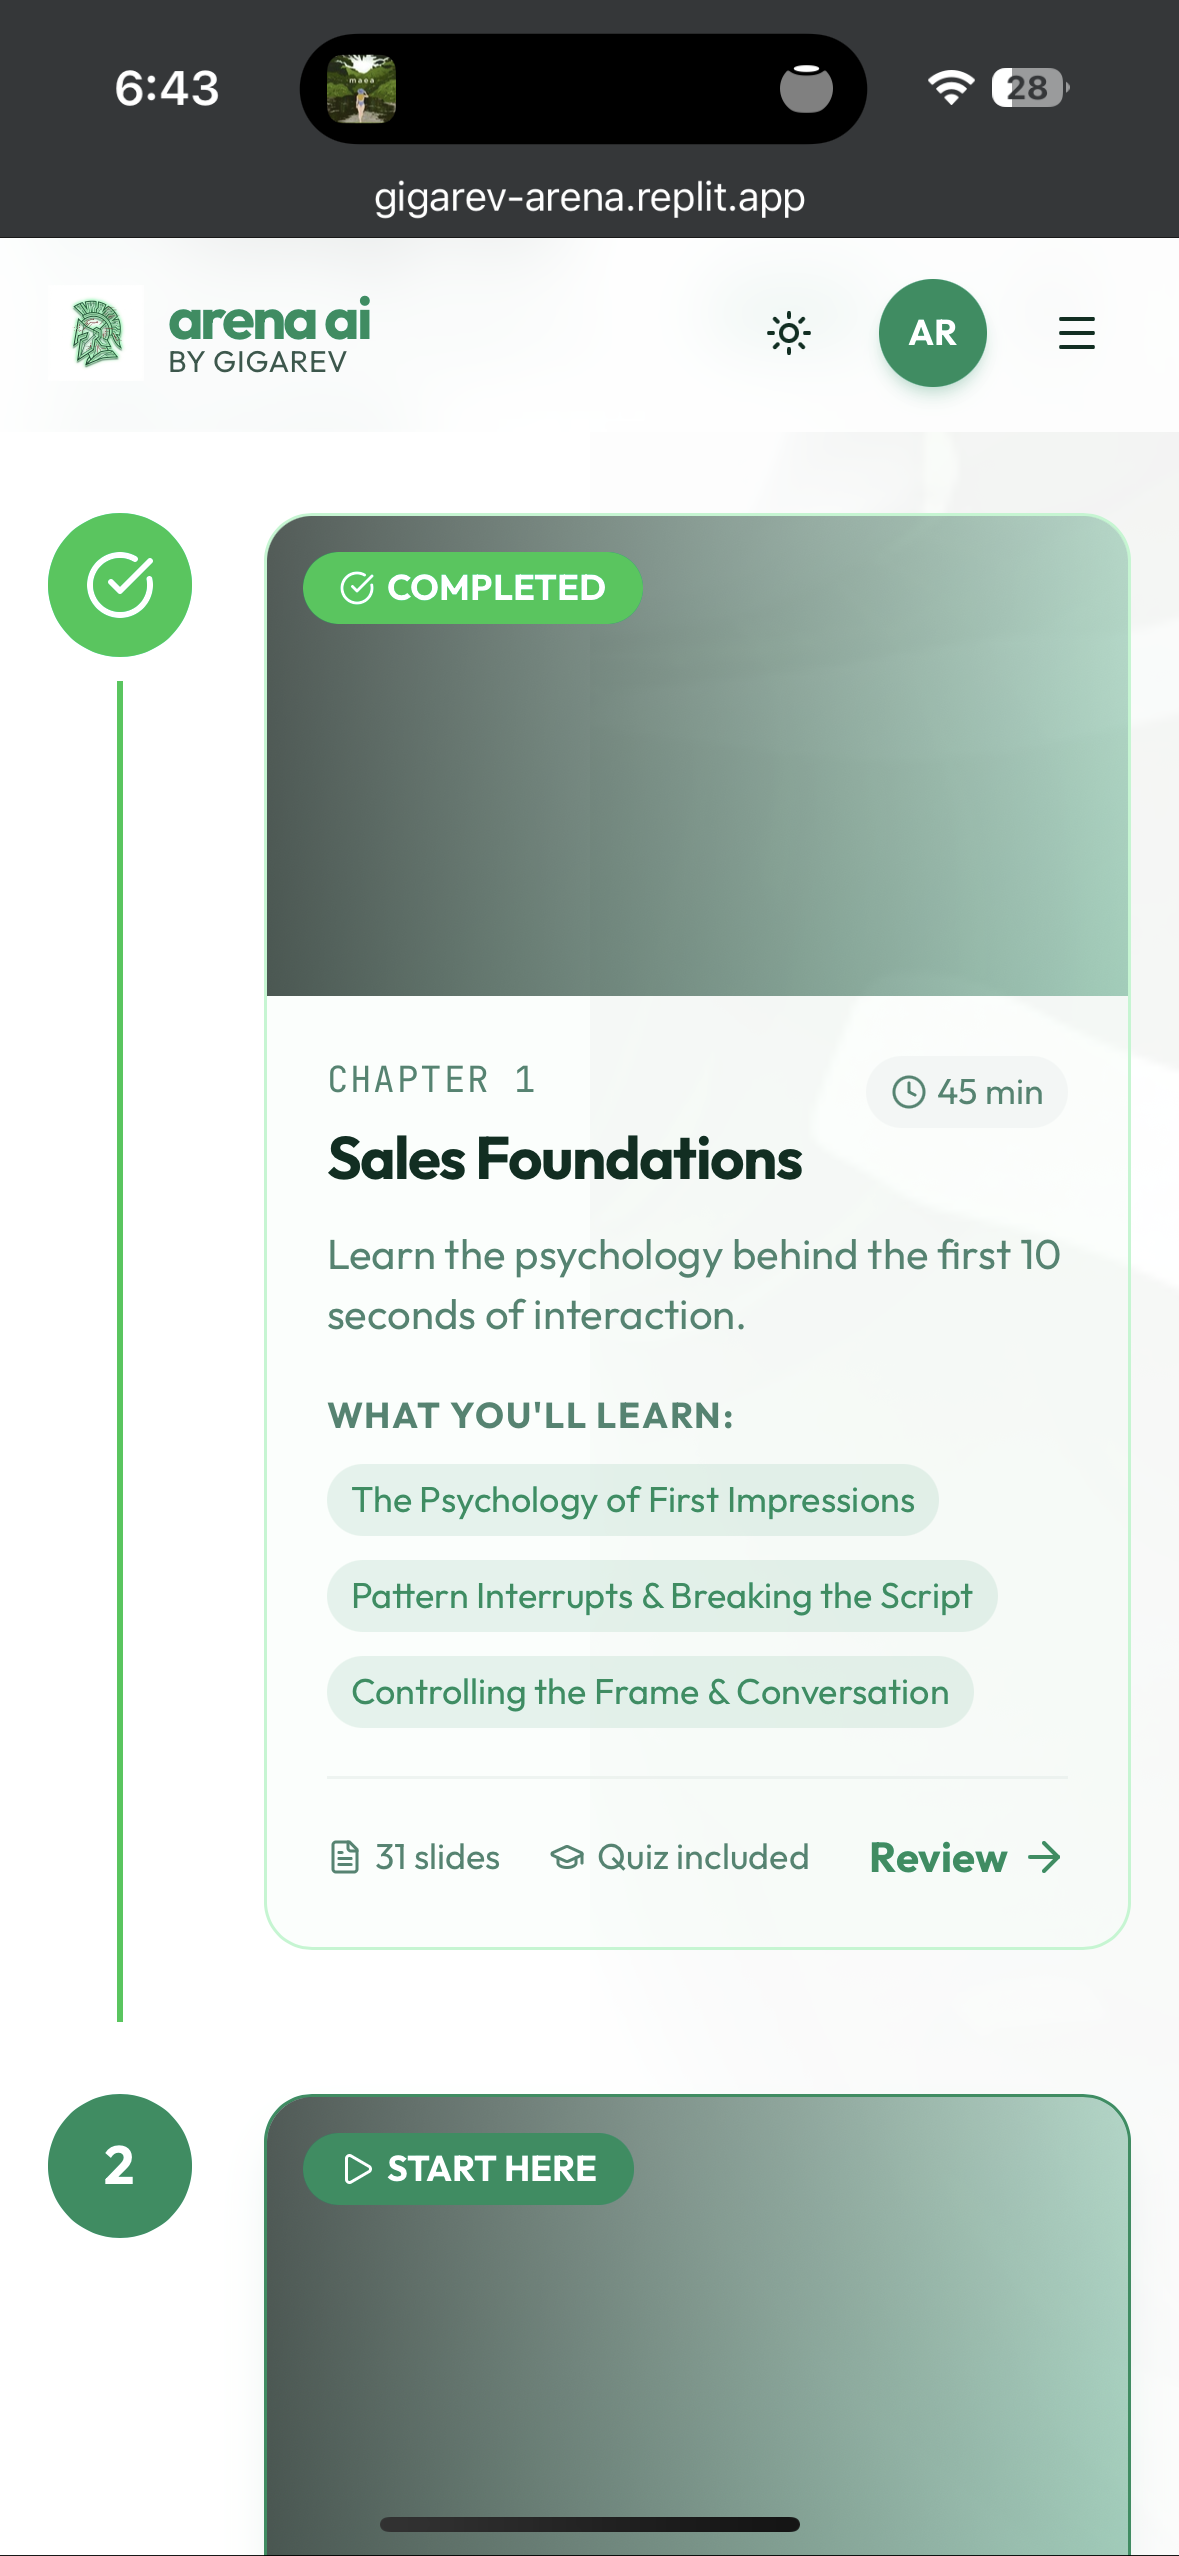 6:43
maea
28
gigarev-arena.replit.app
arena ai
BY GIGAREV
AR
COMPLETED
CHAPTER 1
45 min
Sales Foundations
Learn the psychology behind the first 10
seconds of interaction.
WHAT YOU'LL LEARN:
The Psychology of First Impressions
Pattern Interrupts & Breaking the Script
Controlling the Frame & Conversation
31 slides
Quiz included
Review
2
START HERE